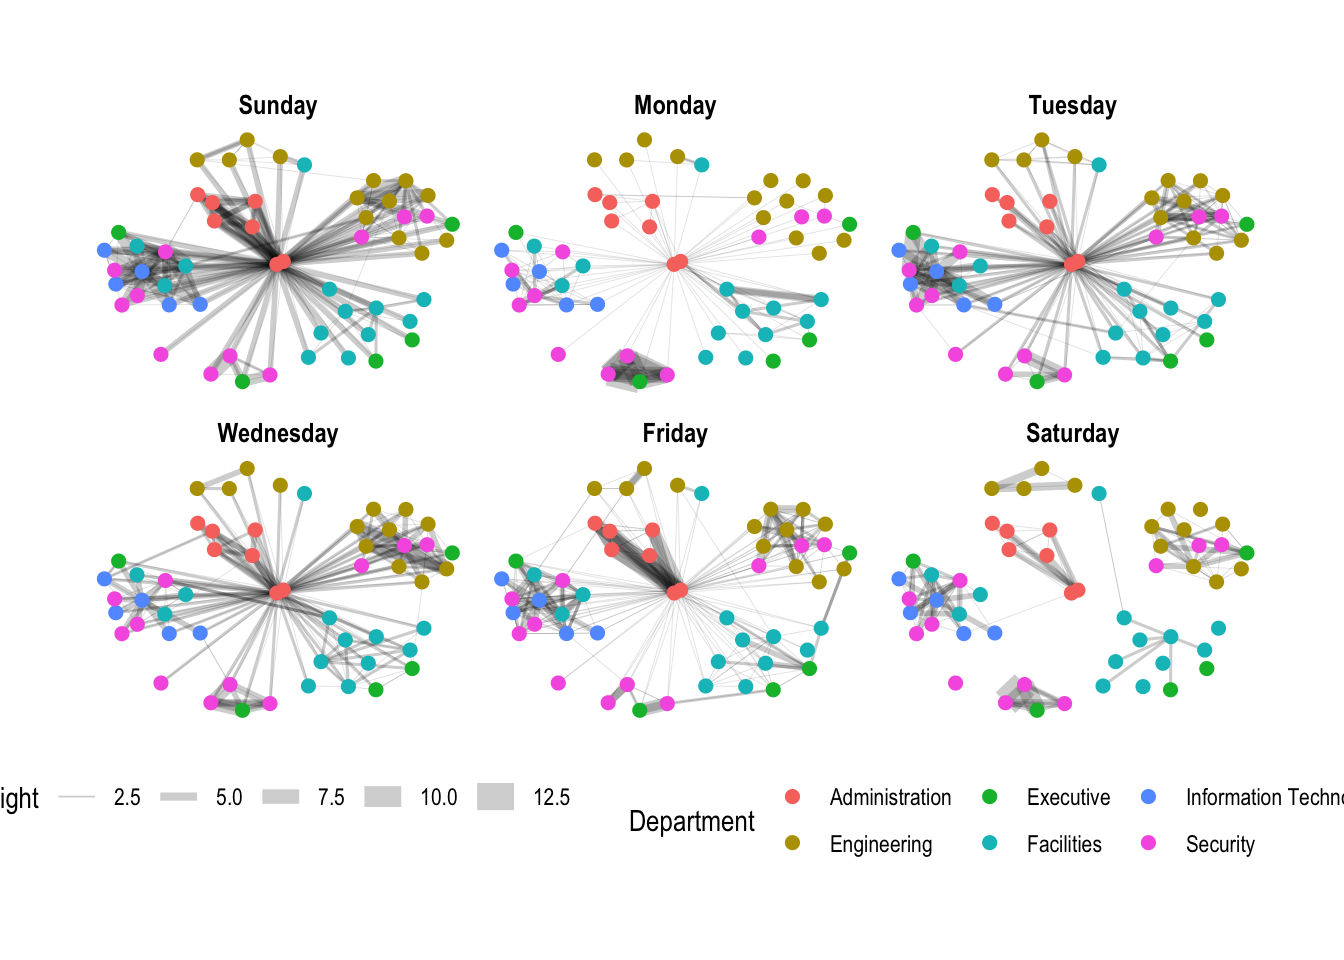 Sunday Monday Tuesday
Wednesday Friday Saturday
ight 2.5 5.0 7.5 10.0 12.5
Department
Administration Executive Information Techn
Engineering Facilities Security